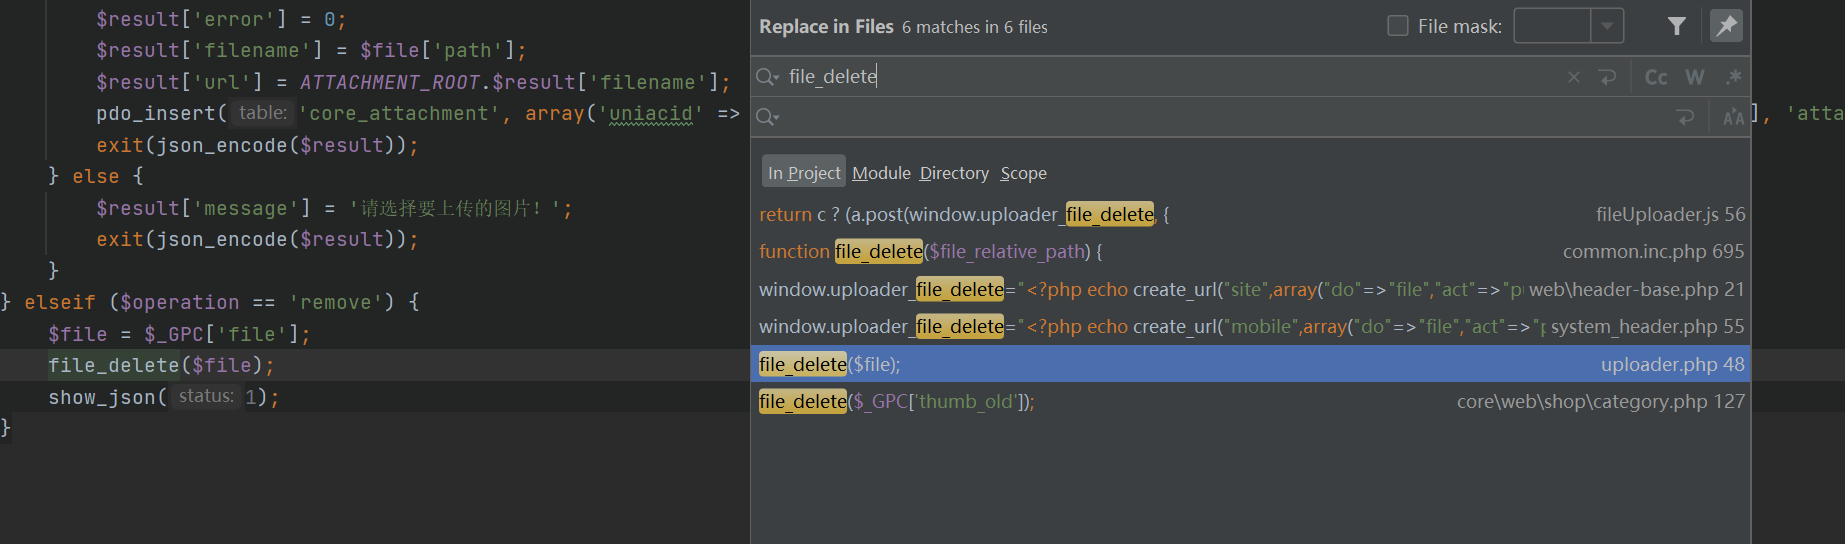 $result['error'] = 0;
$result['filename'] = $file['path'];
$result['url'] = ATTACHMENT_ROOT.$result['filename'];
pdo_insert( table: 'core_attachment', array('uniacid' =>
exit(json_encode($result));
} else {
$result['message'] = '请选择要上传的图片！';
exit(json_encode($result));
}
} elseif ($operation == 'remove') {
$file = $_GPC['file'];
file_delete($file);
show_json( status: 1);
}
Replace in Files 6 matches in 6 files File mask:
file_delete Cc W .*
], 'atta
In Project Module Directory Scope
return c ? (a.post(window.uploader_file_delete, { fileUploader.js 56
function file_delete($file_relative_path) { common.inc.php 695
window.uploader_file_delete="<?php echo create_url("site",array("do"=>"file","act"=>"pu web\header-base.php 21
window.uploader_file_delete="<?php echo create_url("mobile",array("do"=>"file","act"=>"p system_header.php 55
file_delete($file); uploader.php 48
file_delete($_GPC['thumb_old']); core\web\shop\category.php 127